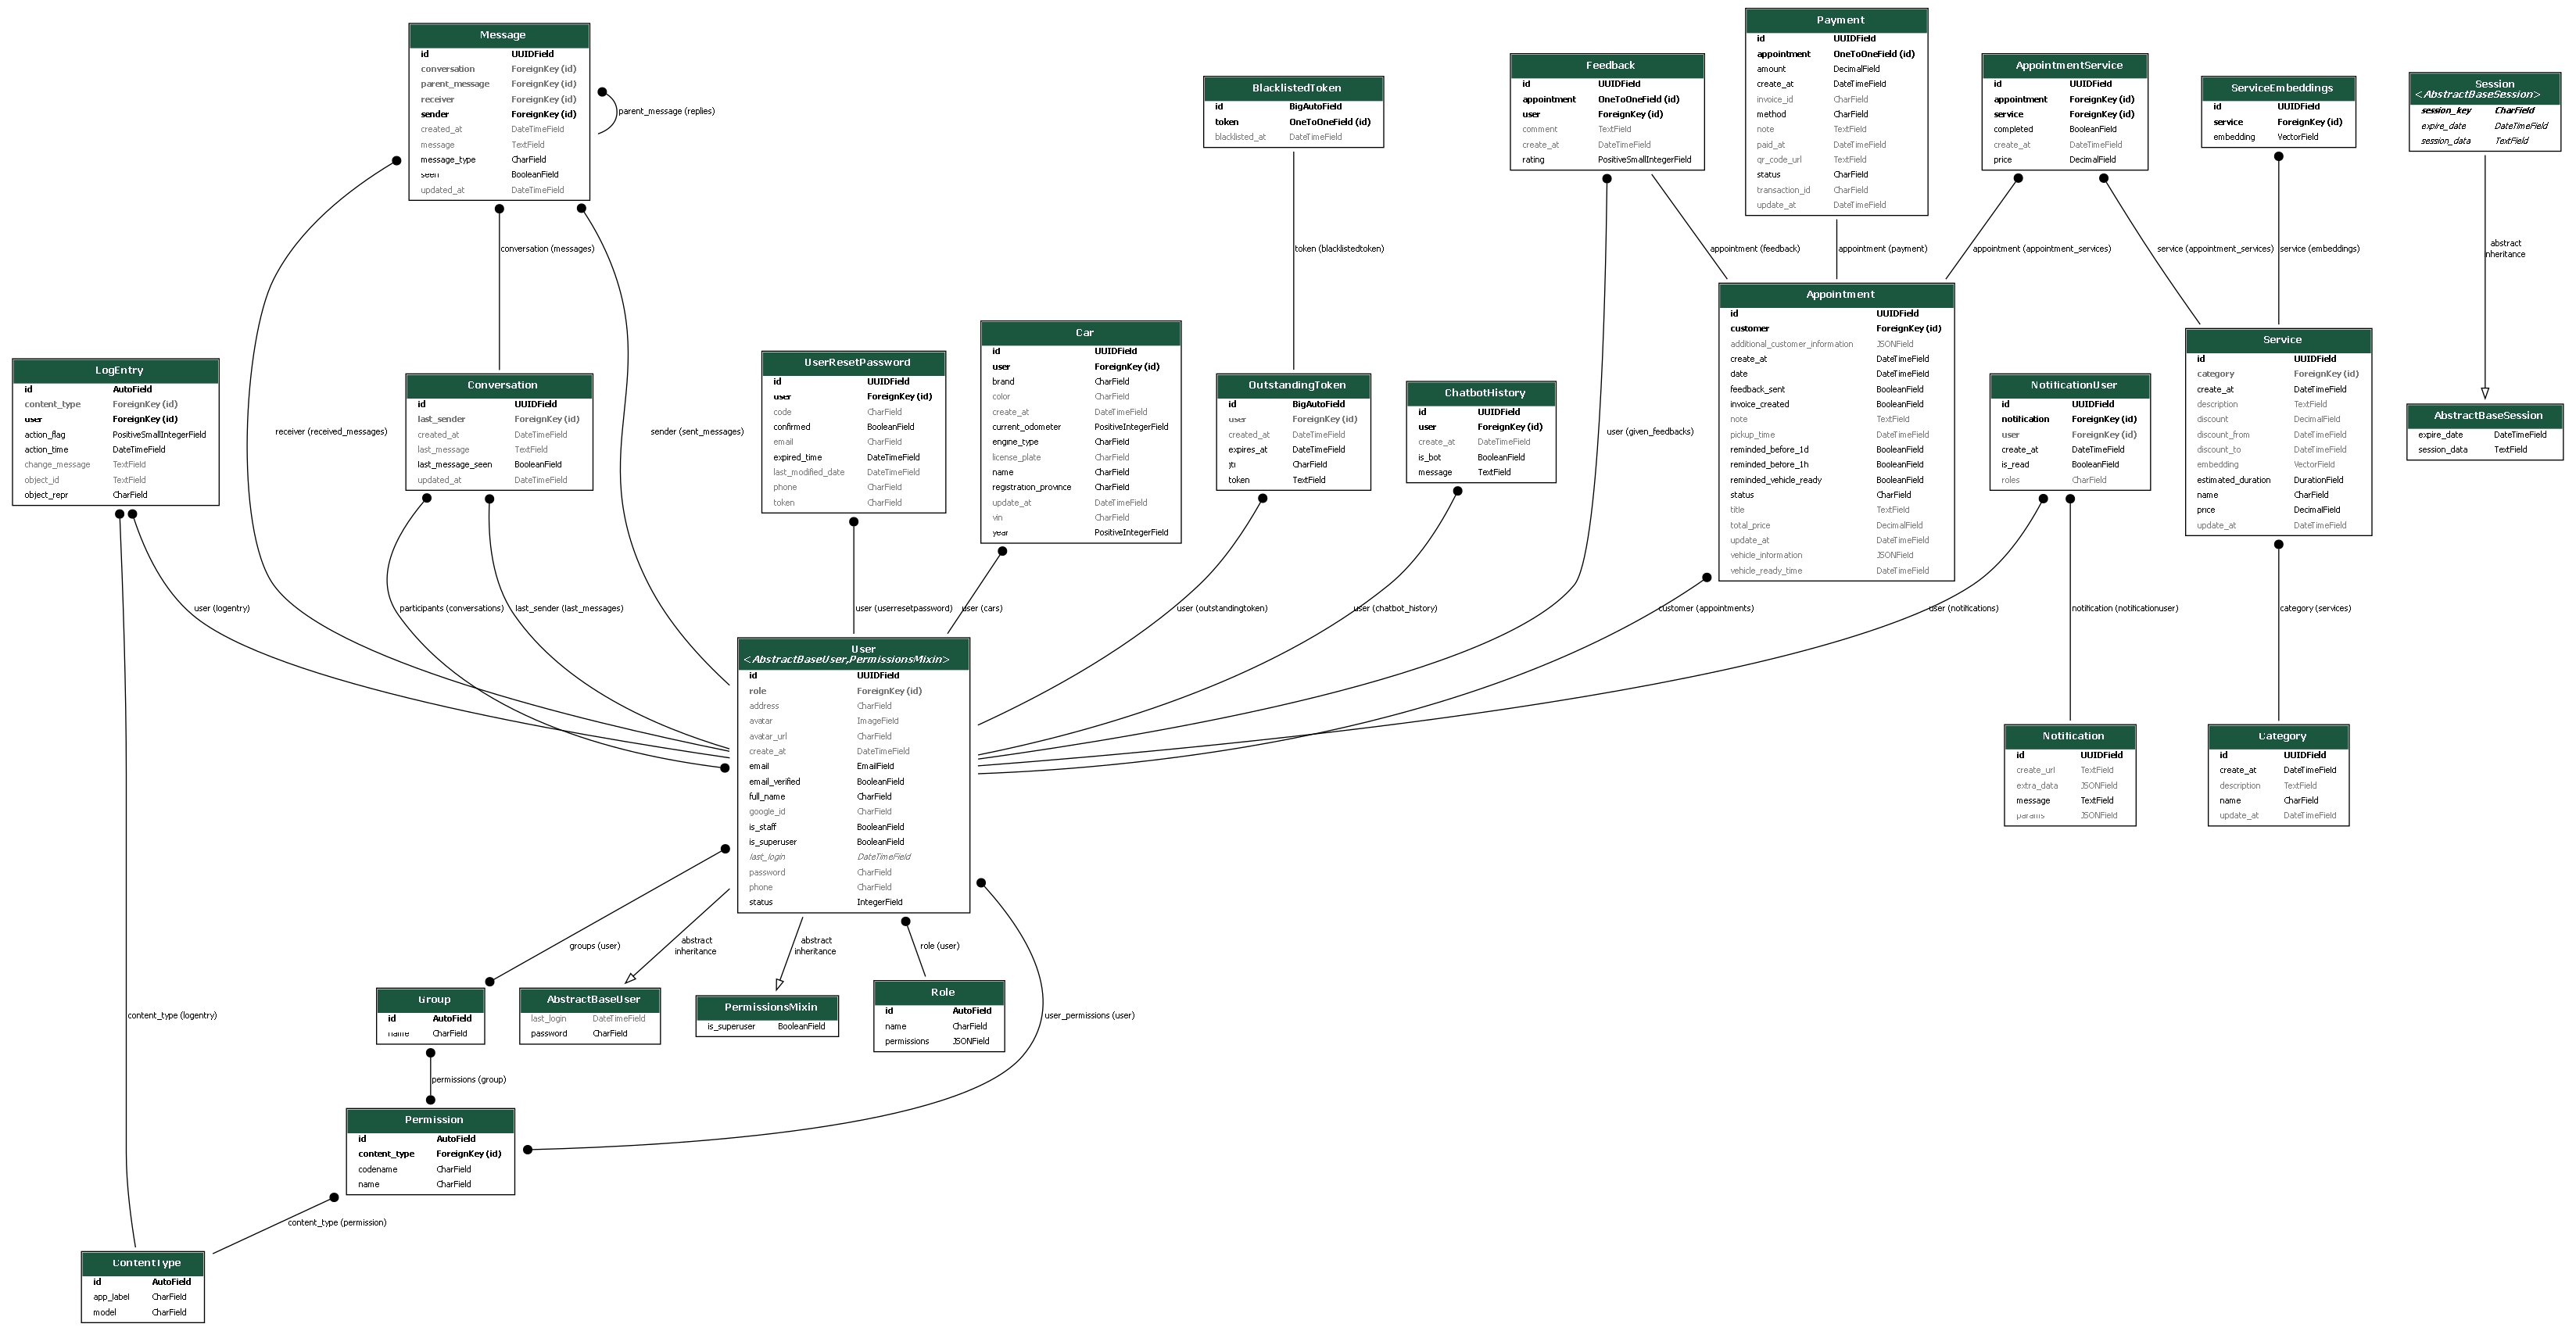 Message
id UUIDField
conversation ForeignKey (id)
parent_message ForeignKey (id)
receiver ForeignKey (id)
sender ForeignKey (id)
created_at DateTimeField
message TextField
message_type CharField
seen BooleanField
updated_at DateTimeField
parent_message (replies)
BlacklistedToken
id BigAutoField
token OneToOneField (id)
blacklisted_at DateTimeField
Feedback
id UUIDField
appointment OneToOneField (id)
user ForeignKey (id)
comment TextField
create_at DateTimeField
rating PositiveSmallIntegerField
Payment
id UUIDField
appointment OneToOneField (id)
amount DecimalField
create_at DateTimeField
invoice_id CharField
method CharField
note TextField
paid_at DateTimeField
qr_code_url TextField
status CharField
transaction_id CharField
update_at DateTimeField
AppointmentService
id UUIDField
appointment ForeignKey (id)
service ForeignKey (id)
completed BooleanField
create_at DateTimeField
price DecimalField
ServiceEmbeddings
id UUIDField
service ForeignKey (id)
embedding VectorField
Session
<AbstractBaseSession>
session_key CharField
expire_date DateTimeField
session_data TextField
conversation (messages)
token (blacklistedtoken)
appointment (feedback)
appointment (payment)
appointment (appointment_services)
service (appointment_services)
service (embeddings)
abstract
inheritance
LogEntry
id AutoField
content_type ForeignKey (id)
user ForeignKey (id)
action_flag PositiveSmallIntegerField
action_time DateTimeField
change_message TextField
object_id TextField
object_repr CharField
receiver (received_messages)
Conversation
id UUIDField
last_sender ForeignKey (id)
created_at DateTimeField
last_message TextField
last_message_seen BooleanField
updated_at DateTimeField
sender (sent_messages)
UserResetPassword
id UUIDField
user ForeignKey (id)
code CharField
confirmed BooleanField
email CharField
expired_time DateTimeField
last_modified_date DateTimeField
phone CharField
token CharField
Car
id UUIDField
user ForeignKey (id)
brand CharField
color CharField
create_at DateTimeField
current_odometer PositiveIntegerField
engine_type CharField
license_plate CharField
name CharField
registration_province CharField
update_at DateTimeField
vin CharField
year PositiveIntegerField
OutstandingToken
id BigAutoField
user ForeignKey (id)
created_at DateTimeField
expires_at DateTimeField
jti CharField
token TextField
ChatbotHistory
id UUIDField
user ForeignKey (id)
create_at DateTimeField
is_bot BooleanField
message TextField
user (given_feedbacks)
Appointment
id UUIDField
customer ForeignKey (id)
additional_customer_information JSONField
create_at DateTimeField
date DateTimeField
feedback_sent BooleanField
invoice_created BooleanField
note TextField
pickup_time DateTimeField
reminded_before_1d BooleanField
reminded_before_1h BooleanField
reminded_vehicle_ready BooleanField
status CharField
title TextField
total_price DecimalField
update_at DateTimeField
vehicle_information JSONField
vehicle_ready_time DateTimeField
NotificationUser
id UUIDField
notification ForeignKey (id)
user ForeignKey (id)
create_at DateTimeField
is_read BooleanField
roles CharField
Service
id UUIDField
category ForeignKey (id)
create_at DateTimeField
description TextField
discount DecimalField
discount_from DateTimeField
discount_to DateTimeField
embedding VectorField
estimated_duration DurationField
name CharField
price DecimalField
update_at DateTimeField
AbstractBaseSession
expire_date DateTimeField
session_data TextField
user (logentry)
participants (conversations)
last_sender (last_messages)
user (userresetpassword)
user (cars)
user (outstandingtoken)
user (chatbot_history)
customer (appointments)
user (notifications)
notification (notificationuser)
category (services)
User
<AbstractBaseUser,PermissionsMixin>
id UUIDField
role ForeignKey (id)
address CharField
avatar ImageField
avatar_url CharField
create_at DateTimeField
email EmailField
email_verified BooleanField
full_name CharField
google_id CharField
is_staff BooleanField
is_superuser BooleanField
last_login DateTimeField
password CharField
phone CharField
status IntegerField
Notification
id UUIDField
create_url TextField
extra_data JSONField
message TextField
params JSONField
Category
id UUIDField
create_at DateTimeField
description TextField
name CharField
update_at DateTimeField
groups (user)
abstract
inheritance
abstract
inheritance
role (user)
Group
id AutoField
name CharField
AbstractBaseUser
last_login DateTimeField
password CharField
PermissionsMixin
is_superuser BooleanField
Role
id AutoField
name CharField
permissions JSONField
content_type (logentry)
user_permissions (user)
permissions (group)
Permission
id AutoField
content_type ForeignKey (id)
codename CharField
name CharField
content_type (permission)
ContentType
id AutoField
app_label CharField
model CharField